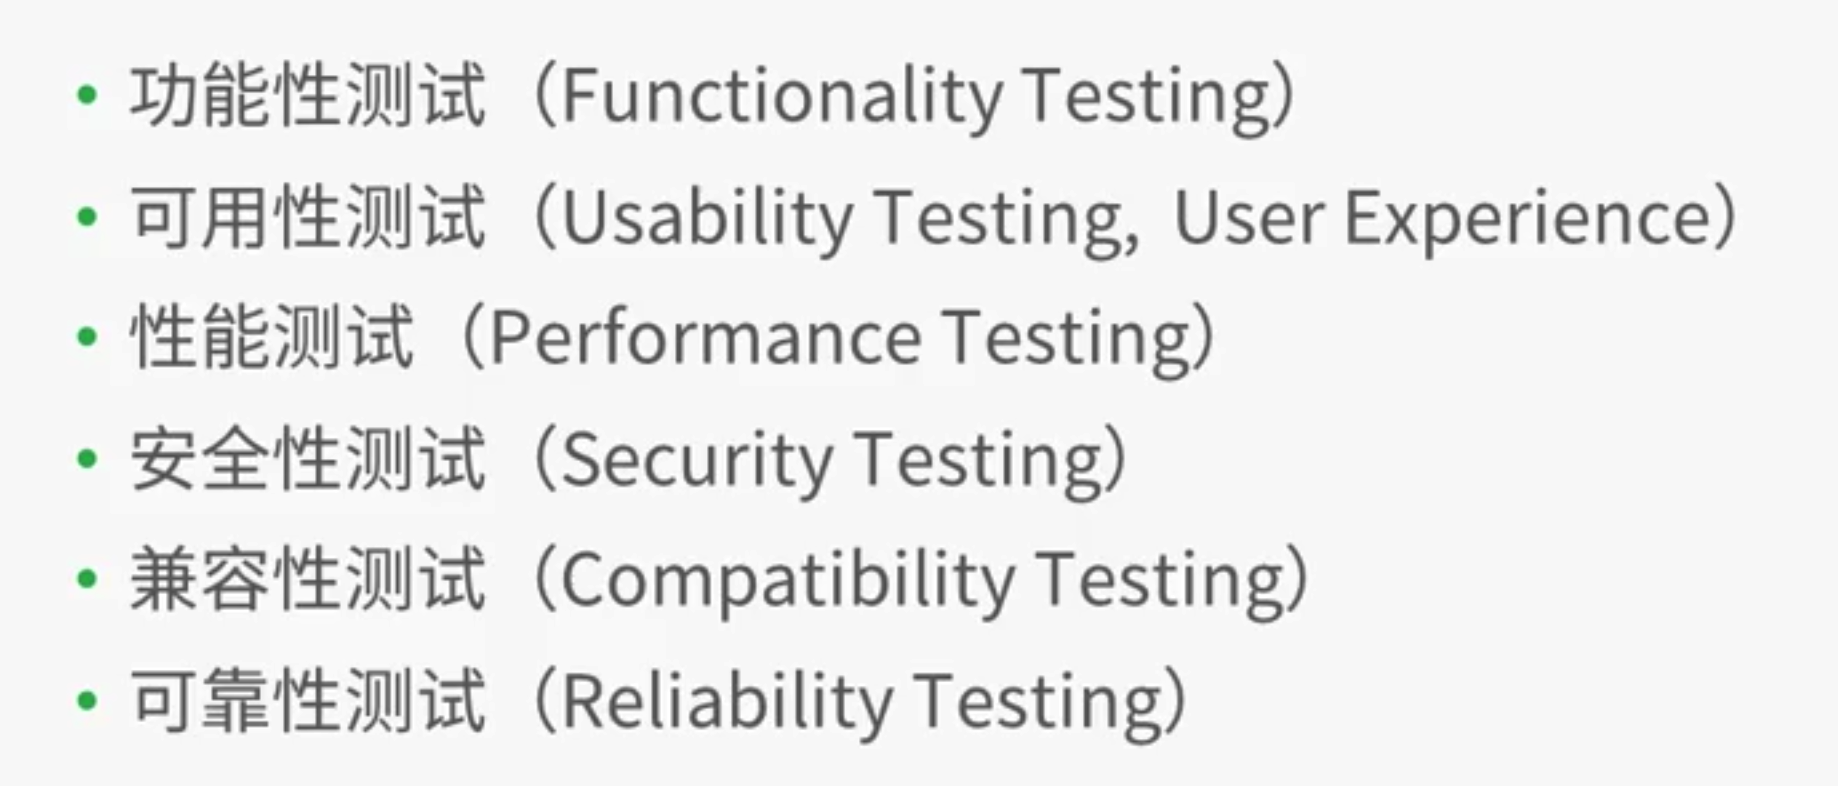 • 功能性测试（Functionality Testing）
• 可用性测试（Usability Testing,  User Experience）
• 性能测试（Performance Testing）
• 安全性测试（Security Testing）
• 兼容性测试（Compatibility Testing）
• 可靠性测试（Reliability Testing）